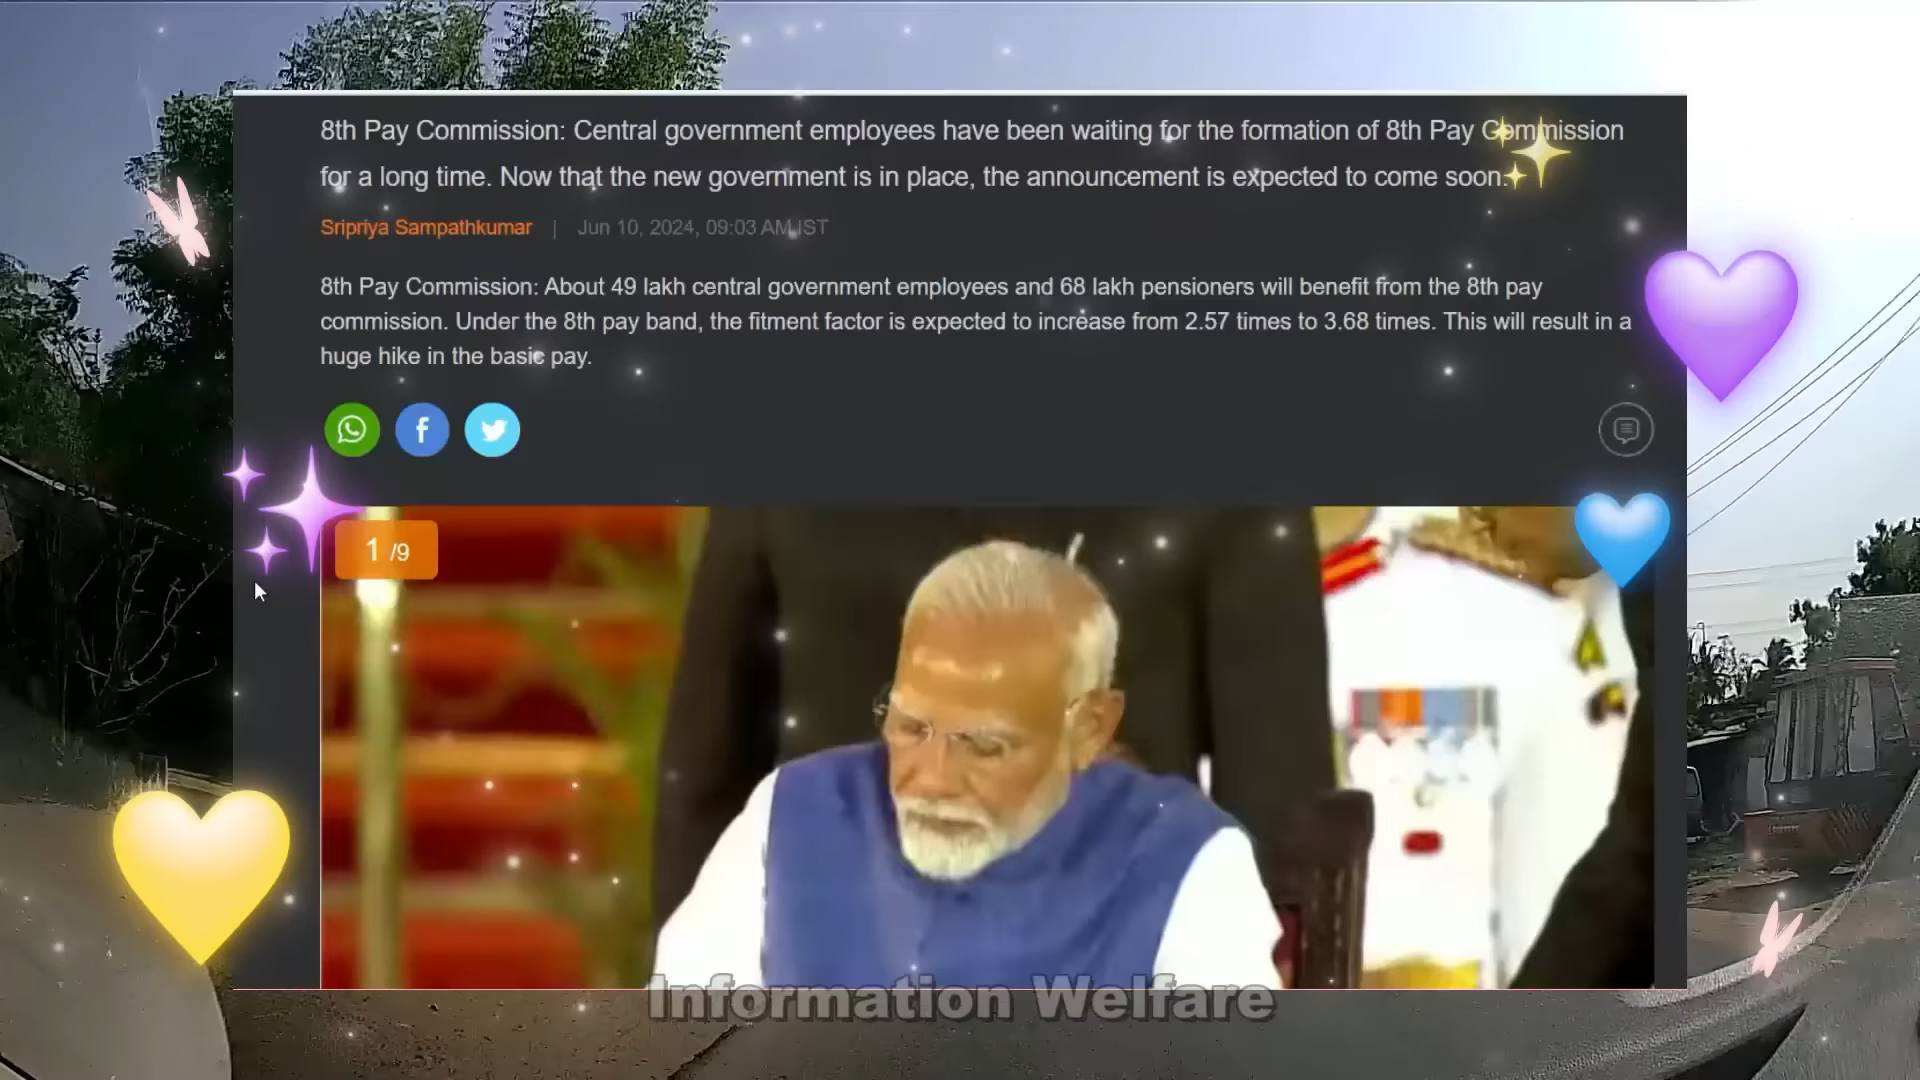 8th Pay Commission: Central government employees have been waiting for the formation of 8th Pay Commission
for a long time. Now that the new government is in place, the announcement is expected to come soon.
Sripriya Sampathkumar | Jun 10, 2024, 09:03 AM IST
8th Pay Commission: About 49 lakh central government employees and 68 lakh pensioners will benefit from the 8th pay
commission. Under the 8th pay band, the fitment factor is expected to increase from 2.57 times to 3.68 times. This will result in a
huge hike in the basic pay.
1 /9
Information Welfare